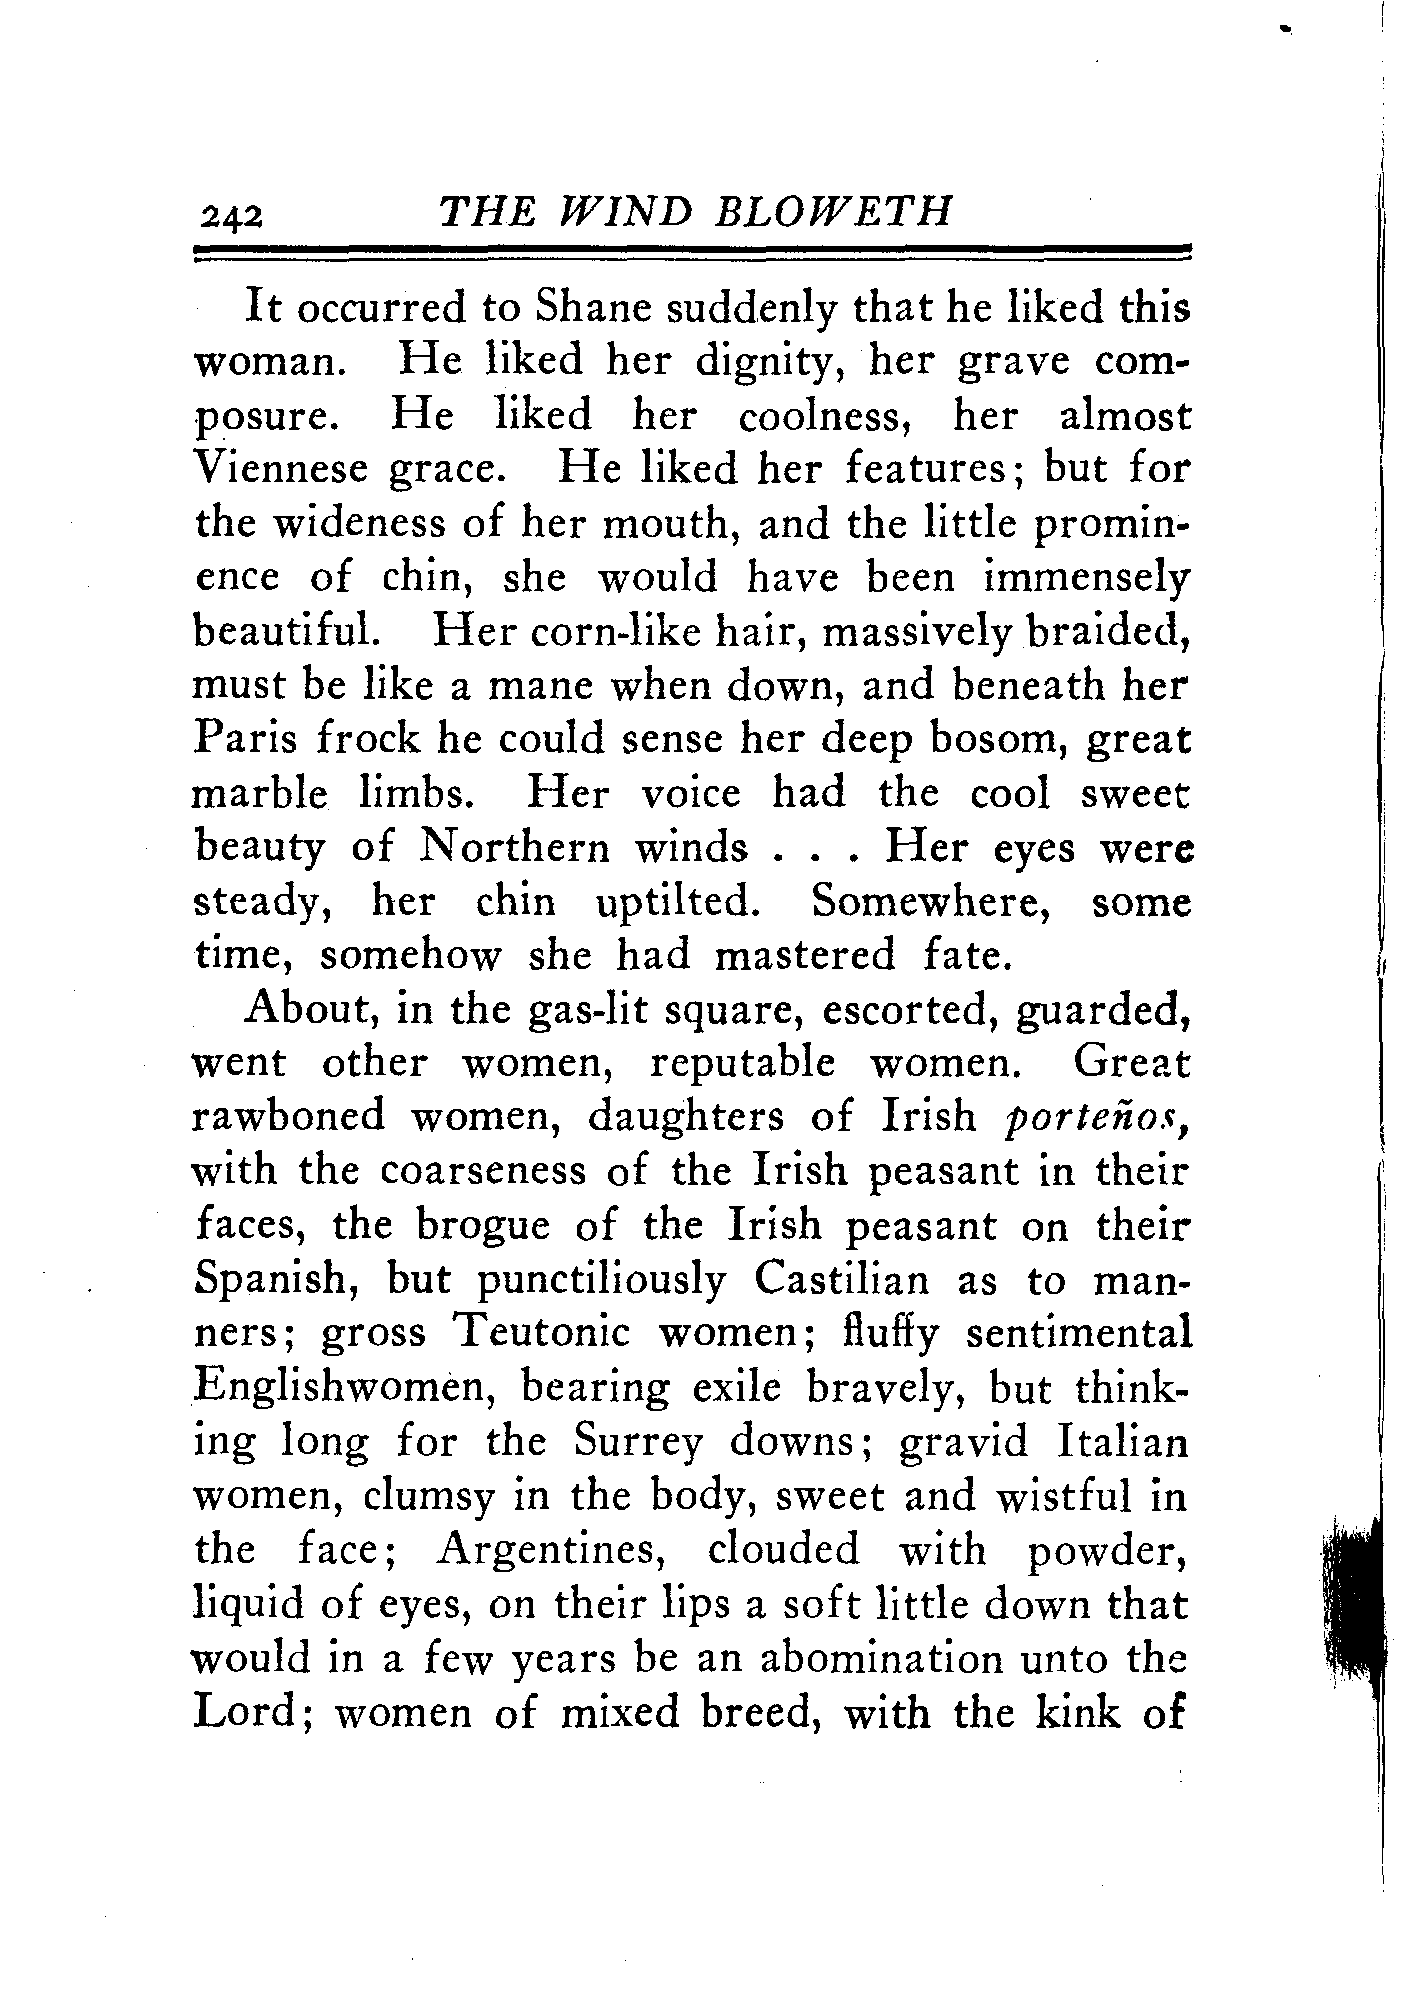 242 THE WIND BLOWETH
It occurred to Shane suddenly that he liked this
woman. He liked her dignity, her grave com-
posure. He liked her coolness, her almost
Viennese grace. He liked her features; but for
the wideness of her mouth, and the little promin-
ence of chin, she would have been immensely
beautiful. Her corn-like hair, massively braided,
must be like a mane when down, and beneath her
Paris frock he could sense her deep bosom, great
marble limbs. Her voice had the cool sweet
beauty of Northern winds . . . Her eyes were
steady, her chin uptilted. Somewhere, some
time, somehow she had mastered fate.
About, in the gas-lit square, escorted, guarded,
went other women, reputable women. Great
rawboned women, daughters of Irish porteños,
with the coarseness of the Irish peasant in their
faces, the brogue of the Irish peasant on their
Spanish, but punctiliously Castilian as to man-
ners; gross Teutonic women; fluffy sentimental
Englishwomen, bearing exile bravely, but think-
ing long for the Surrey downs; gravid Italian
women, clumsy in the body, sweet and wistful in
the face; Argentines, clouded with powder,
liquid of eyes, on their lips a soft little down that
would in a few years be an abomination unto the
Lord; women of mixed breed, with the kink of